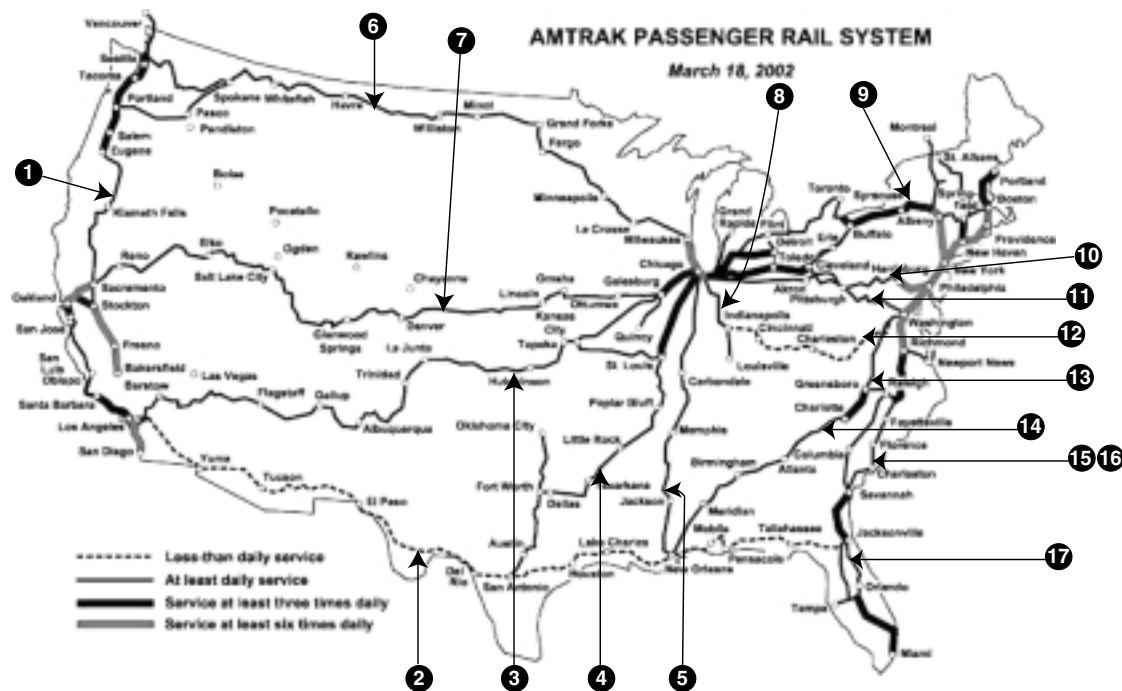 AMTRAK PASSENGER RAIL SYSTEM
March 18, 2002
6
7
8
9
1
10
11
12
13
14
15 16
17
2
3
4
5
Vancouver
Seattle
Tacoma
Portland
Spokane
Whitefish
Havre
Minot
Williston
Grand Forks
Fargo
Pasco
Pendleton
Salem
Eugene
Boise
Klamath Falls
Pocatello
Ogden
Rawlins
Cheyenne
Minneapolis
La Crosse
Milwaukee
Chicago
Grand
Rapids
Flint
Detroit
Toledo
Toronto
Syracuse
Montreal
St. Albans
Portland
Boston
Albany
Buffalo
Erie
Cleveland
Providence
New Haven
New York
Philadelphia
Pittsburgh
Akron
Reno
Elko
Salt Lake City
Sacramento
Oakland
Stockton
San Jose
Fresno
San
Luis
Obispo
Bakersfield
Barstow
Las Vegas
Glenwood
Springs
Denver
Lincoln
Omaha
Galesburg
Ottumwa
Kansas
City
Topeka
Quincy
Indianapolis
Cincinnati
Charleston
Washington
Richmond
Newport News
Louisville
St. Louis
La Junta
Trinidad
Hutchinson
Carbondale
Greensboro
Raleigh
Santa Barbara
Los Angeles
San Diego
Flagstaff
Gallup
Albuquerque
Oklahoma City
Poplar Bluff
Little Rock
Memphis
Charlotte
Fayetteville
Florence
Columbia
Charleston
Birmingham
Atlanta
Savannah
Yuma
Tucson
El Paso
Fort Worth
Dallas
Texarkana
Jackson
Meridian
Mobile
Tallahassee
Jacksonville
Austin
Lake Charles
Del
Rio
San Antonio
Houston
New Orleans
Pensacola
Orlando
Tampa
Miami
Less-than daily service
At least daily service
Service at least three times daily
Service at least six times daily